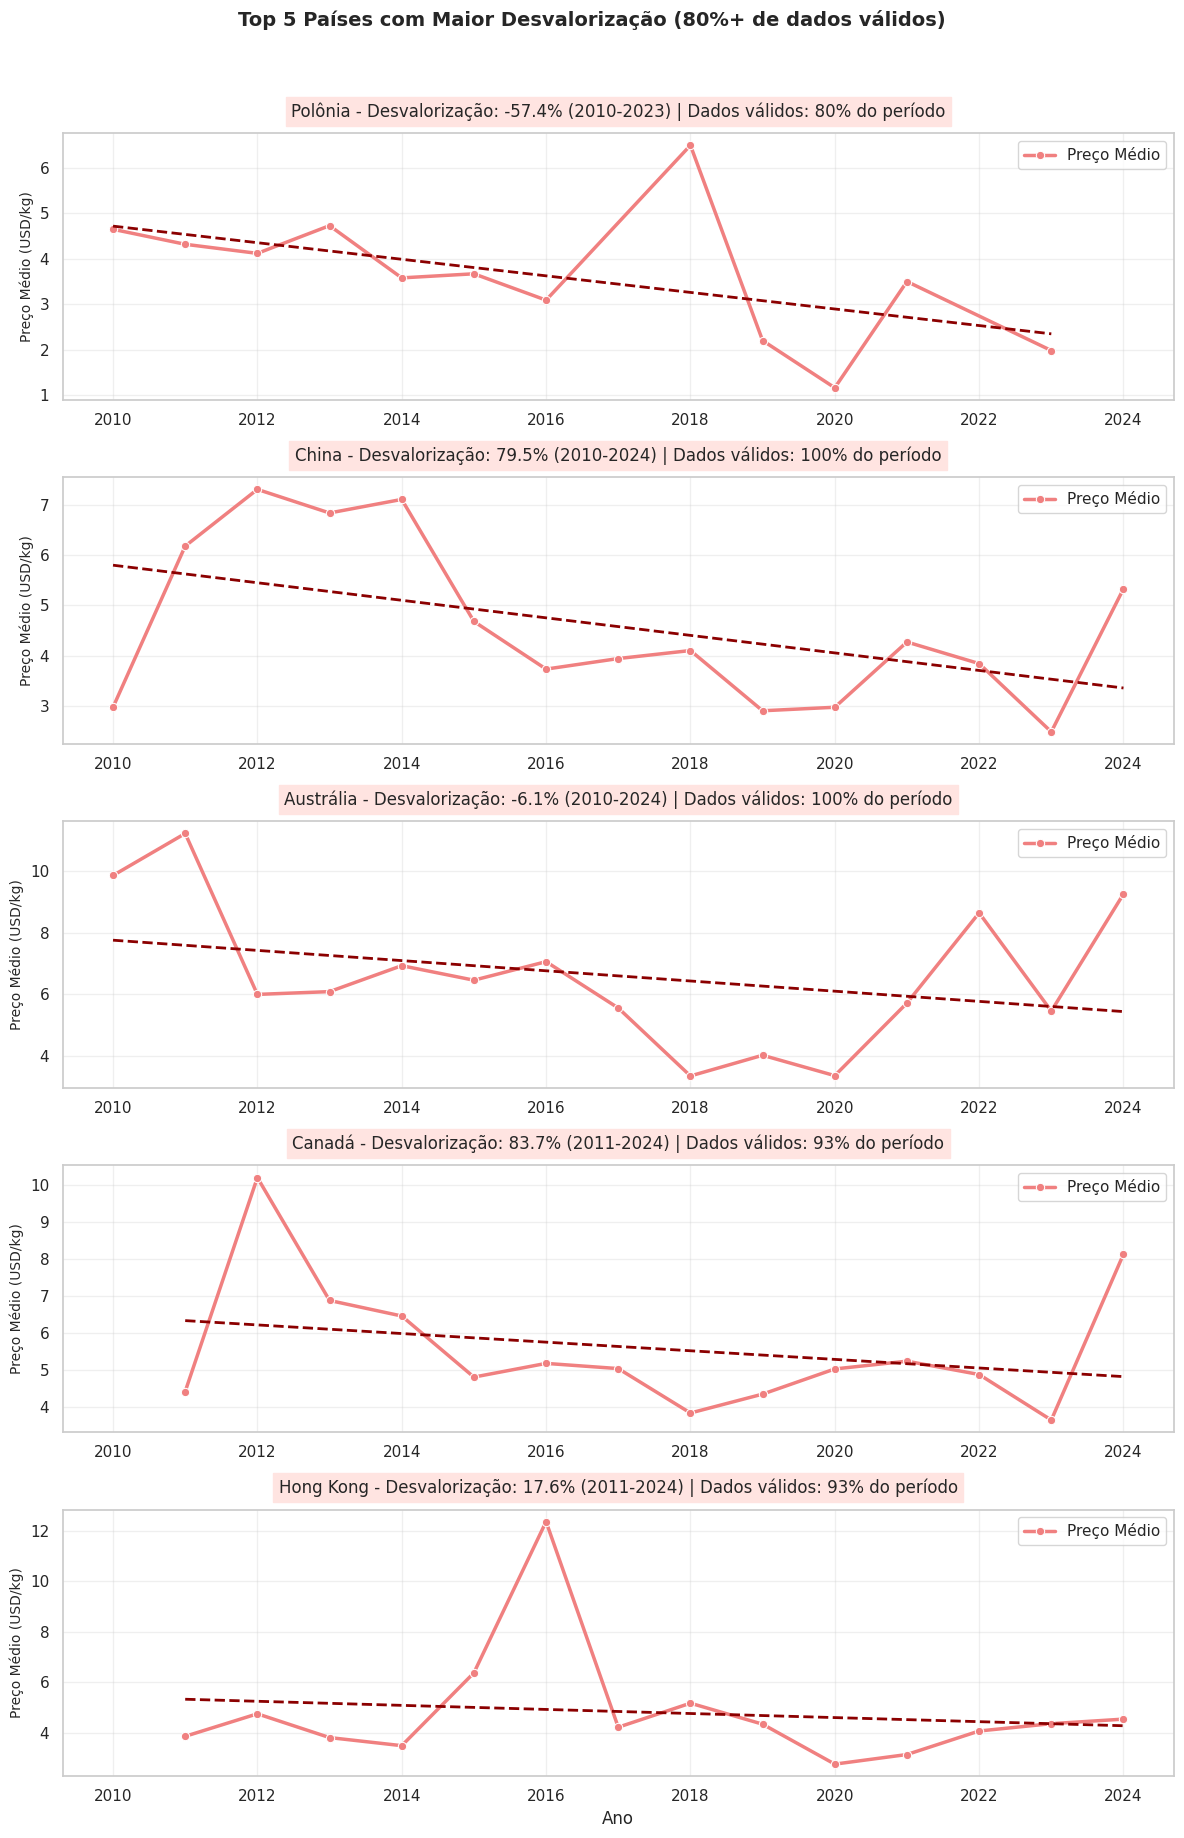 Top 5 Países com Maior Desvalorização (80%+ de dados válidos)
Polônia - Desvalorização: -57.4% (2010-2023) | Dados válidos: 80% do período
Preço Médio
Preço Médio (USD/kg)
6
5
4
3
2
1
2010 2012 2014 2016 2018 2020 2022 2024
China - Desvalorização: 79.5% (2010-2024) | Dados válidos: 100% do período
Preço Médio
Preço Médio (USD/kg)
7
6
5
4
3
2010 2012 2014 2016 2018 2020 2022 2024
Austrália - Desvalorização: -6.1% (2010-2024) | Dados válidos: 100% do período
Preço Médio
Preço Médio (USD/kg)
10
8
6
4
2010 2012 2014 2016 2018 2020 2022 2024
Canadá - Desvalorização: 83.7% (2011-2024) | Dados válidos: 93% do período
Preço Médio
Preço Médio (USD/kg)
10
9
8
7
6
5
4
2010 2012 2014 2016 2018 2020 2022 2024
Hong Kong - Desvalorização: 17.6% (2011-2024) | Dados válidos: 93% do período
Preço Médio
Preço Médio (USD/kg)
12
10
8
6
4
2010 2012 2014 2016 2018 2020 2022 2024
Ano